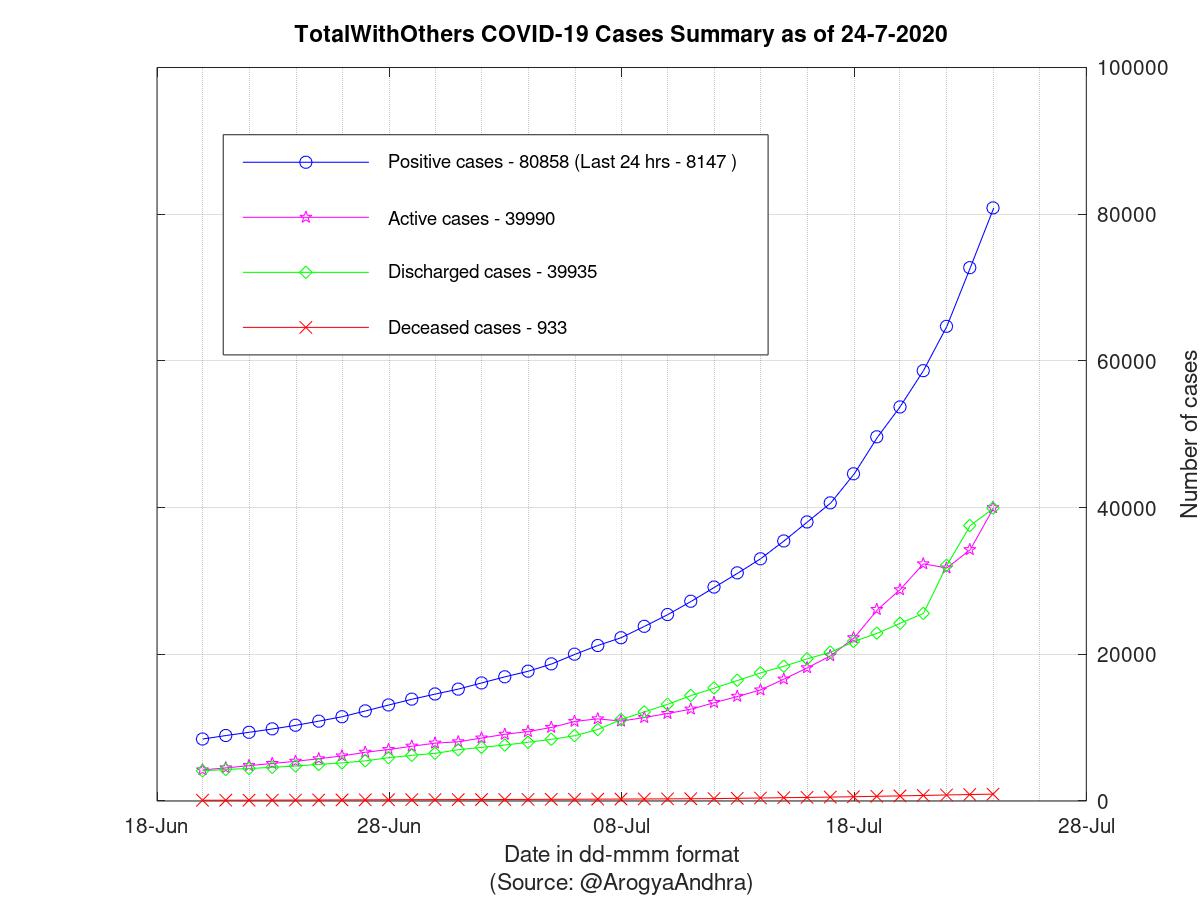 TotalWithOthers COVID-19 Cases Summary as of 24-7-2020
100000
Positive cases - 80858 (Last 24 hrs - 8147 )
Active cases - 39990
80000
Discharged cases - 39935
Deceased cases - 933
60000
Number of cases
40000
20000
0
18-Jun
28-Jun
08-Jul
18-Jul
28-Jul
Date in dd-mmm format
(Source: @ArogyaAndhra)